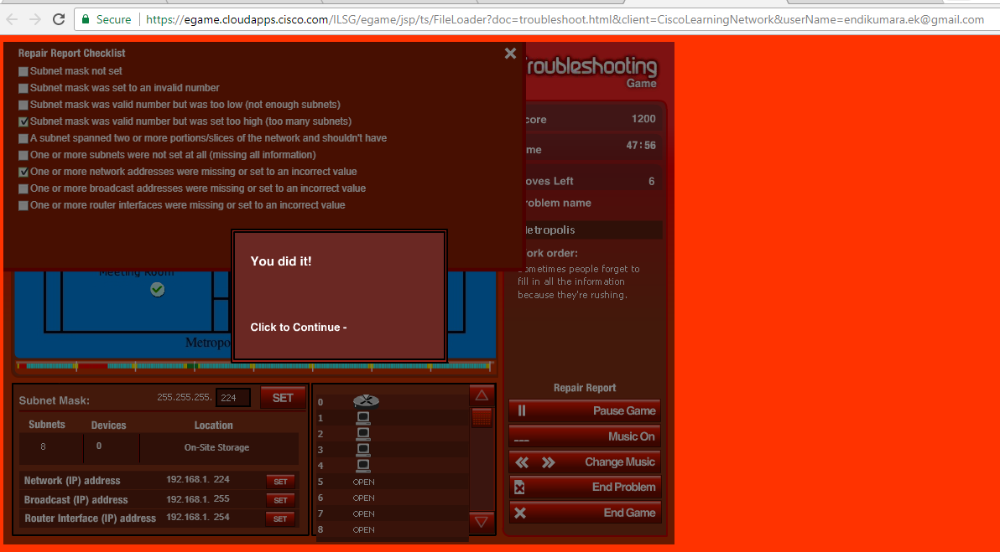 Secure https://egame.cloudapps.cisco.com/ILSG/egame/jsp/ts/FileLoader?doc=troubleshoot.html&client=CiscoLearningNetwork&userName=endikumara.ek@gmail.com
Repair Report Checklist
Subnet mask not set
Subnet mask was set to an invalid number
Subnet mask was valid number but was too low (not enough subnets)
Subnet mask was valid number but was set too high (too many subnets)
A subnet spanned two or more portions/slices of the network and shouldn't have
One or more subnets were not set at all (missing all information)
One or more network addresses were missing or set to an incorrect value
One or more broadcast addresses were missing or set to an incorrect value
One or more router interfaces were missing or set to an incorrect value
roubleshooting
Game
core 1200
me 47:56
oves Left 6
roblem name
etropolis
ork order:
ometimes people forget to
fill in all the information
because they're rushing.
Meeting Room
Metropo
You did it!
Click to Continue -
Subnet Mask: 255.255.255. 224 SET
Subnets Devices Location
8 0 On-Site Storage
Network (IP) address 192.168.1. 224 SET
Broadcast (IP) address 192.168.1. 255 SET
Router Interface (IP) address 192.168.1. 254 SET
0
1
2
3
4
5 OPEN
6 OPEN
7 OPEN
8 OPEN
Repair Report
Pause Game
Music On
Change Music
End Problem
End Game